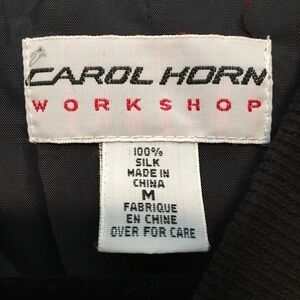 CAROL HORN
WORKSHOP
100%
SILK
MADE IN
CHINA
M
FABRIQUE
EN CHINE
OVER FOR CARE